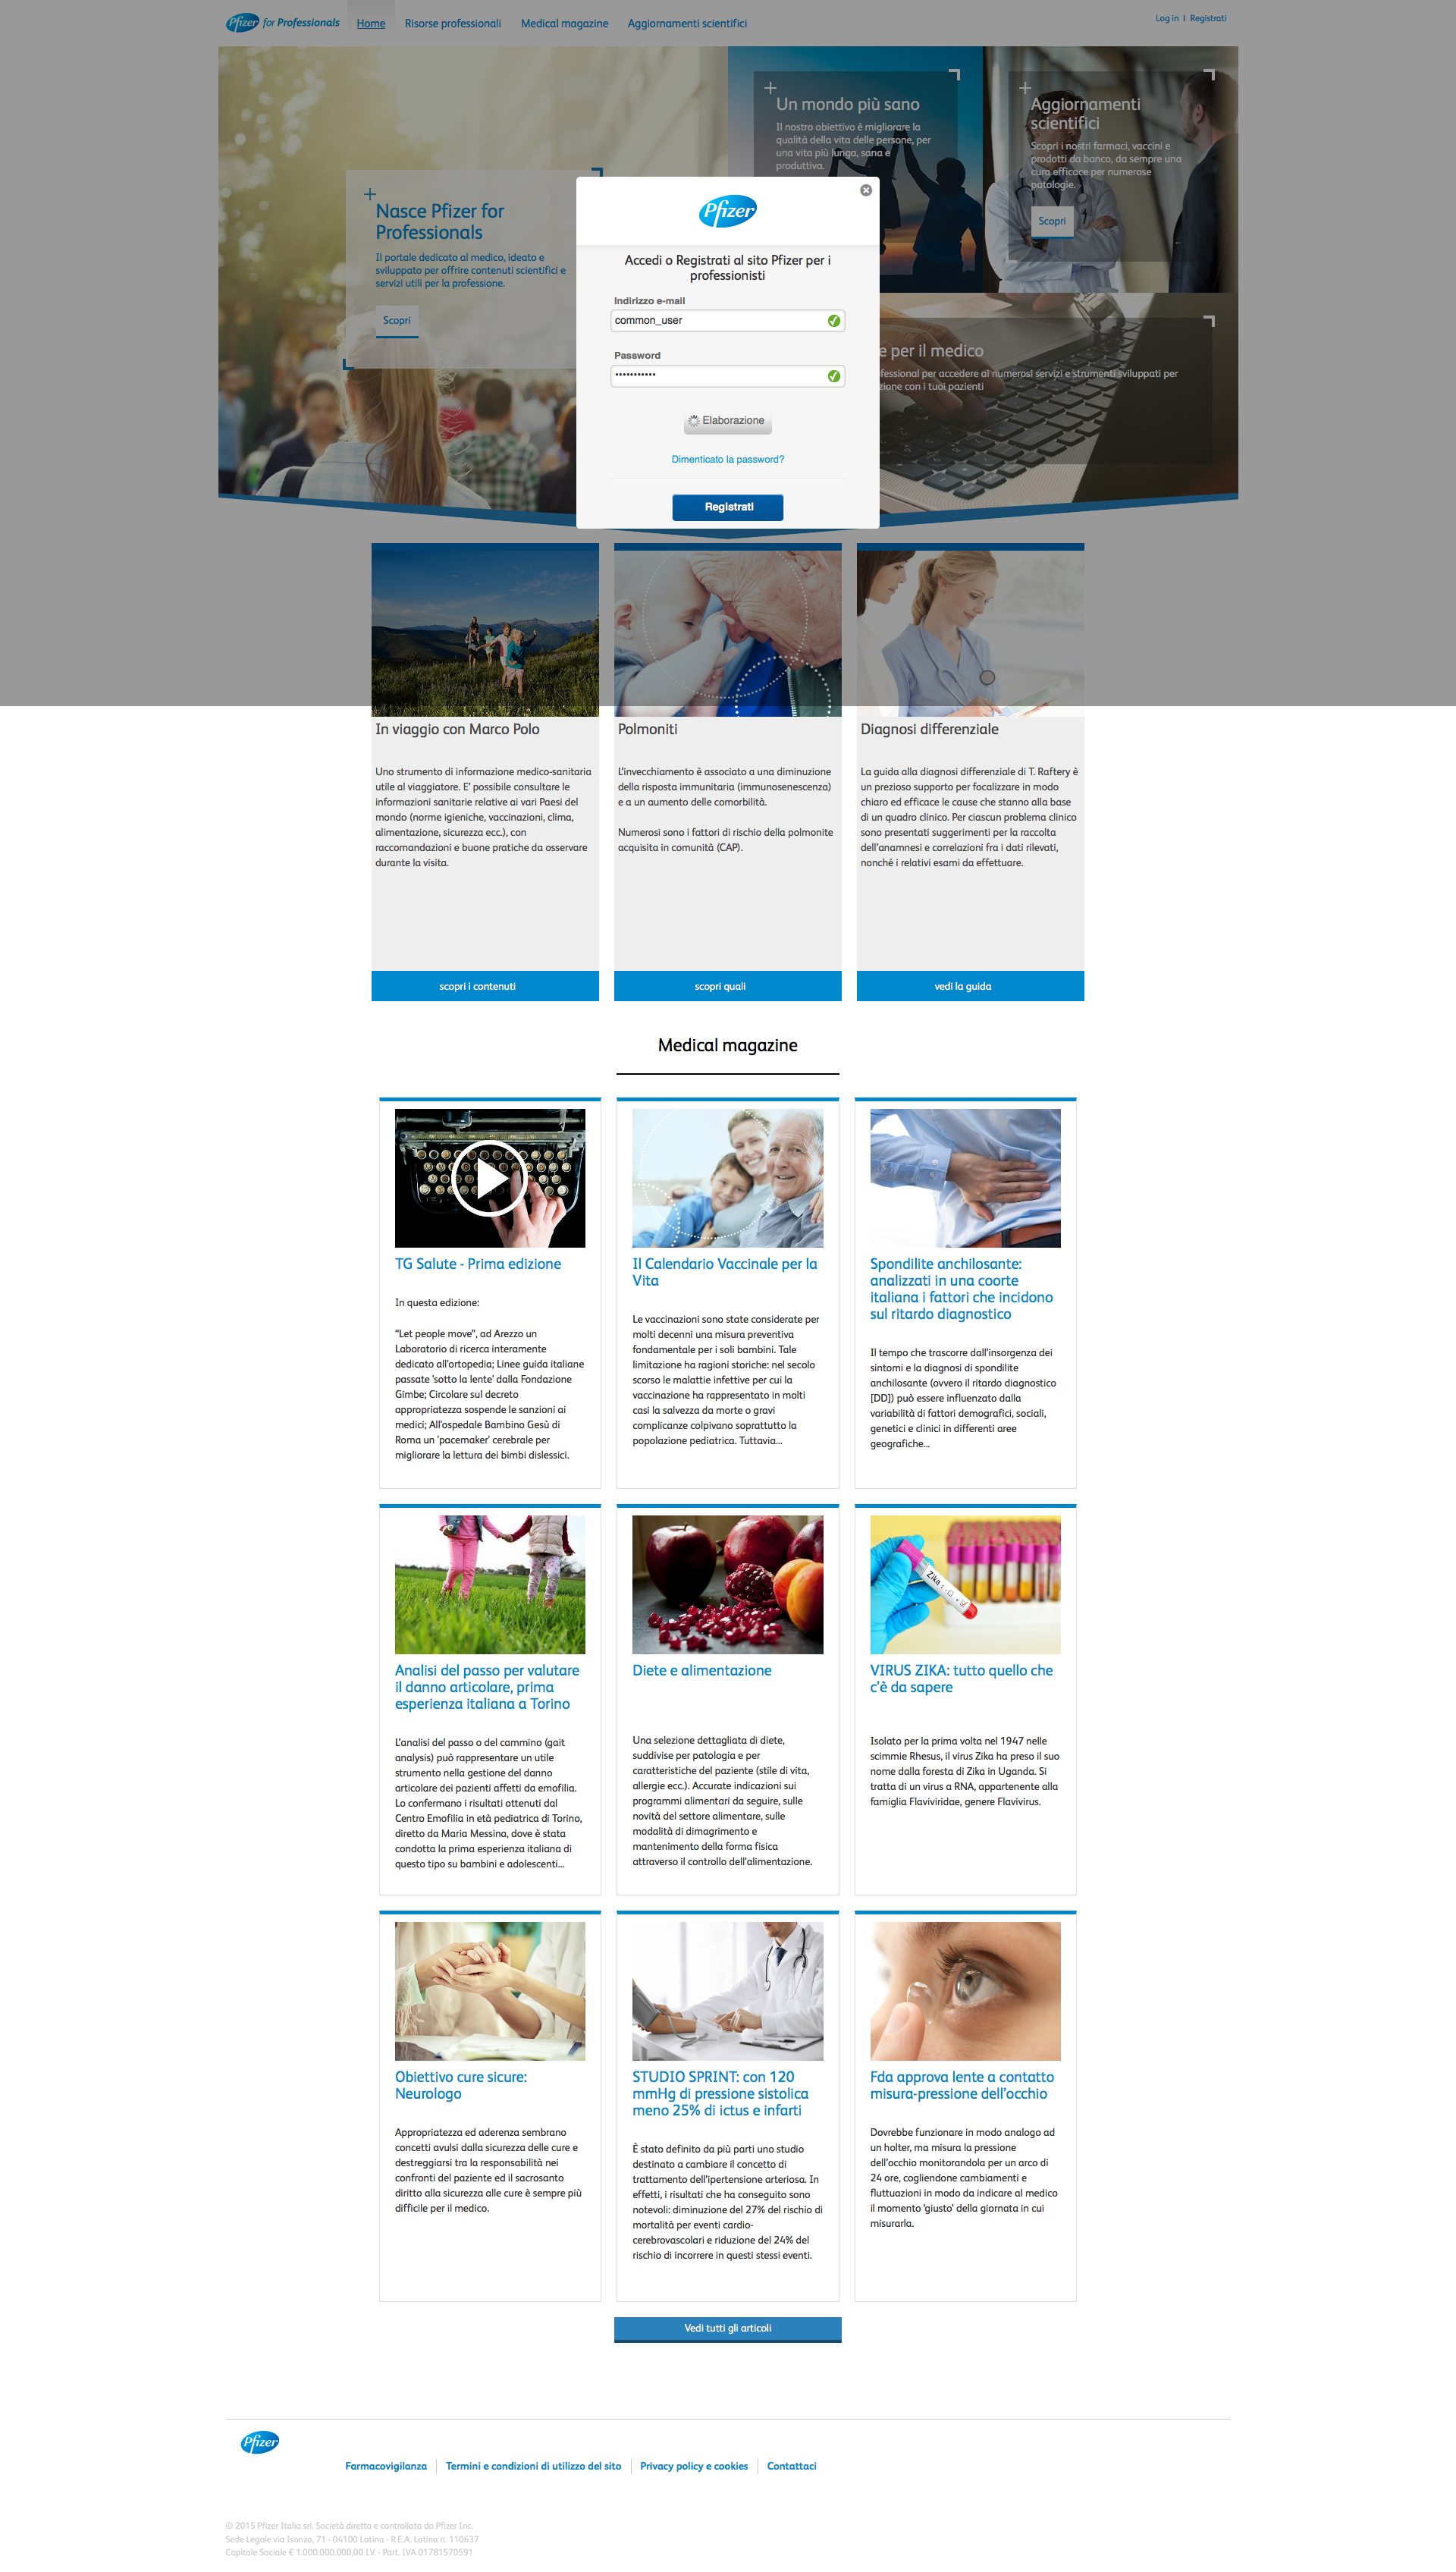 Pfizer for Professionals
Home
Risorse professionali
Medical magazine
Aggiornamenti scientifici
Log in | Registrati
Nasce Pfizer for
Professionals
Il portale dedicato al medico, ideato e
sviluppato per offrire contenuti scientifici e
servizi utili per la professione.
Scopri
Un mondo più sano
Il nostro obiettivo è migliorare la
qualità della vita delle persone, per
una vita più lunga, sana e
produttiva.
Aggiornamenti
scientifici
Scopri i nostri farmaci, vaccini e
prodotti da banco, da sempre una
cura efficace per numerose
patologie.
Scopri
e per il medico
fessional per accedere ai numerosi servizi e strumenti sviluppati per
zione con i tuoi pazienti
Pfizer
Accedi o Registrati al sito Pfizer per i
professionisti
Indirizzo e-mail
common_user
Password
•••••••••••
Elaborazione
Dimenticato la password?
Registrati
In viaggio con Marco Polo
Uno strumento di informazione medico-sanitaria
utile al viaggiatore. E' possibile consultare le
informazioni sanitarie relative ai vari Paesi del
mondo (norme igieniche, vaccinazioni, clima,
alimentazione, sicurezza ecc.), con
raccomandazioni e buone pratiche da osservare
durante la visita.
scopri i contenuti
Polmoniti
L'invecchiamento è associato a una diminuzione
della risposta immunitaria (immunosenescenza)
e a un aumento delle comorbilità.
Numerosi sono i fattori di rischio della polmonite
acquisita in comunità (CAP).
scopri quali
Diagnosi differenziale
La guida alla diagnosi differenziale di T. Raftery è
un prezioso supporto per focalizzare in modo
chiaro ed efficace le cause che stanno alla base
di un quadro clinico. Per ciascun problema clinico
sono presentati suggerimenti per la raccolta
dell'anamnesi e correlazioni fra i dati rilevati,
nonché i relativi esami da effettuare.
vedi la guida
Medical magazine
TG Salute - Prima edizione
In questa edizione:
"Let people move", ad Arezzo un
Laboratorio di ricerca interamente
dedicato all'ortopedia; Linee guida italiane
passate 'sotto la lente' dalla Fondazione
Gimbe; Circolare sul decreto
appropriatezza sospende le sanzioni ai
medici; All'ospedale Bambino Gesù di
Roma un 'pacemaker' cerebrale per
migliorare la lettura dei bimbi dislessici.
Il Calendario Vaccinale per la
Vita
Le vaccinazioni sono state considerate per
molti decenni una misura preventiva
fondamentale per i soli bambini. Tale
limitazione ha ragioni storiche: nel secolo
scorso le malattie infettive per cui la
vaccinazione ha rappresentato in molti
casi la salvezza da morte o gravi
complicanze colpivano soprattutto la
popolazione pediatrica. Tuttavia...
Spondilite anchilosante:
analizzati in una coorte
italiana i fattori che incidono
sul ritardo diagnostico
Il tempo che trascorre dall'insorgenza dei
sintomi e la diagnosi di spondilite
anchilosante (ovvero il ritardo diagnostico
[DD]) può essere influenzato dalla
variabilità di fattori demografici, sociali,
genetici e clinici in differenti aree
geografiche...
Analisi del passo per valutare
il danno articolare, prima
esperienza italiana a Torino
L'analisi del passo o del cammino (gait
analysis) può rappresentare un utile
strumento nella gestione del danno
articolare dei pazienti affetti da emofilia.
Lo confermano i risultati ottenuti dal
Centro Emofilia in età pediatrica di Torino,
diretto da Maria Messina, dove è stata
condotta la prima esperienza italiana di
questo tipo su bambini e adolescenti...
Diete e alimentazione
Una selezione dettagliata di diete,
suddivise per patologia e per
caratteristiche del paziente (stile di vita,
allergie ecc.). Accurate indicazioni sui
programmi alimentari da seguire, sulle
novità del settore alimentare, sulle
modalità di dimagrimento e
mantenimento della forma fisica
attraverso il controllo dell'alimentazione.
Zika
VIRUS ZIKA: tutto quello che
c'è da sapere
Isolato per la prima volta nel 1947 nelle
scimmie Rhesus, il virus Zika ha preso il suo
nome dalla foresta di Zika in Uganda. Si
tratta di un virus a RNA, appartenente alla
famiglia Flaviviridae, genere Flavivirus.
Obiettivo cure sicure:
Neurologo
Appropriatezza ed aderenza sembrano
concetti avulsi dalla sicurezza delle cure e
destreggiarsi tra la responsabilità nei
confronti del paziente ed il sacrosanto
diritto alla sicurezza alle cure è sempre più
difficile per il medico.
STUDIO SPRINT: con 120
mmHg di pressione sistolica
meno 25% di ictus e infarti
È stato definito da più parti uno studio
destinato a cambiare il concetto di
trattamento dell'ipertensione arteriosa. In
effetti, i risultati che ha conseguito sono
notevoli: diminuzione del 27% del rischio di
mortalità per eventi cardio-
cerebrovascolari e riduzione del 24% del
rischio di incorrere in questi stessi eventi.
Fda approva lente a contatto
misura-pressione dell'occhio
Dovrebbe funzionare in modo analogo ad
un holter, ma misura la pressione
dell'occhio monitorandola per un arco di
24 ore, cogliendone cambiamenti e
fluttuazioni in modo da indicare al medico
il momento 'giusto' della giornata in cui
misurarla.
Vedi tutti gli articoli
Pfizer
Farmacovigilanza
Termini e condizioni di utilizzo del sito
Privacy policy e cookies
Contattaci
© 2015 Pfizer Italia srl. Società diretta e controllata da Pfizer Inc.
Sede Legale via Isonzo, 71 - 04100 Latina - R.E.A. Latina n. 110637
Capitale Sociale € 1.000.000.000,00 I.V. - Part. IVA 01781570591